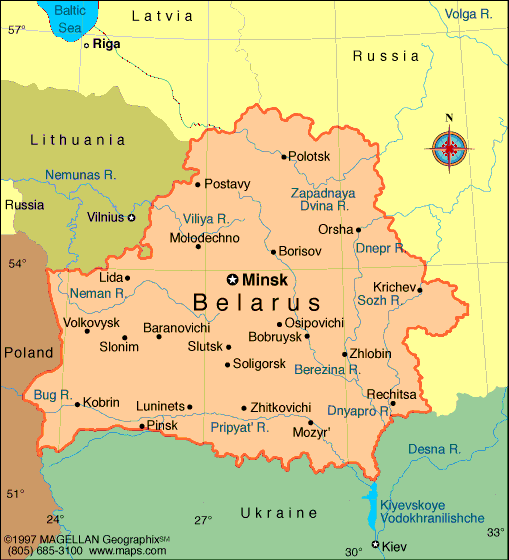 Baltic
Sea
Latvia
Volga R.
57°
Riga
Russia
N
Lithuania
Polotsk
Nemunas R.
Postavy
Zapadnaya
Dvina R.
Russia
Vilnius
Viliya R.
Orsha
Molodechno
Borisov
Dnepr R.
54°
Lida
Minsk
Krichev
Neman R.
Belarus
Sozh R.
Volkovysk
Baranovichi
Osipovichi
Slonim
Slutsk
Bobruysk
Poland
Soligorsk
Zhlobin
Berezina R.
Bug R.
Kobrin
Luninets
Zhitkovichi
Rechitsa
Dnyapro R.
Pinsk
Pripyat' R.
Mozyr'
Desna R.
51°
Kiyevskoye
Vodokhranilishche
Ukraine
24°
27°
30°
33°
Kiev
©1997 MAGELLAN Geographix℠
(805) 685-3100 www.maps.com